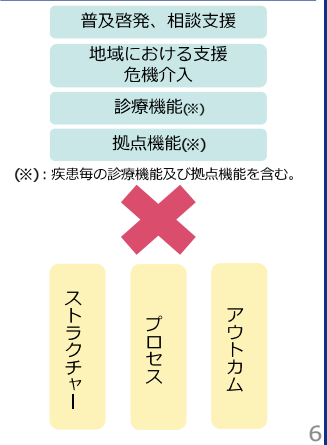 普及啓発、相談支援
地域における支援
危機介入
診療機能(※)
拠点機能(※)
(※)：疾患毎の診療機能及び拠点機能を含む。
ストラクチャー
プロセス
アウトカム
6